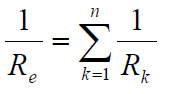 1/R_e = ∑_{k=1}^{n} 1/R_k